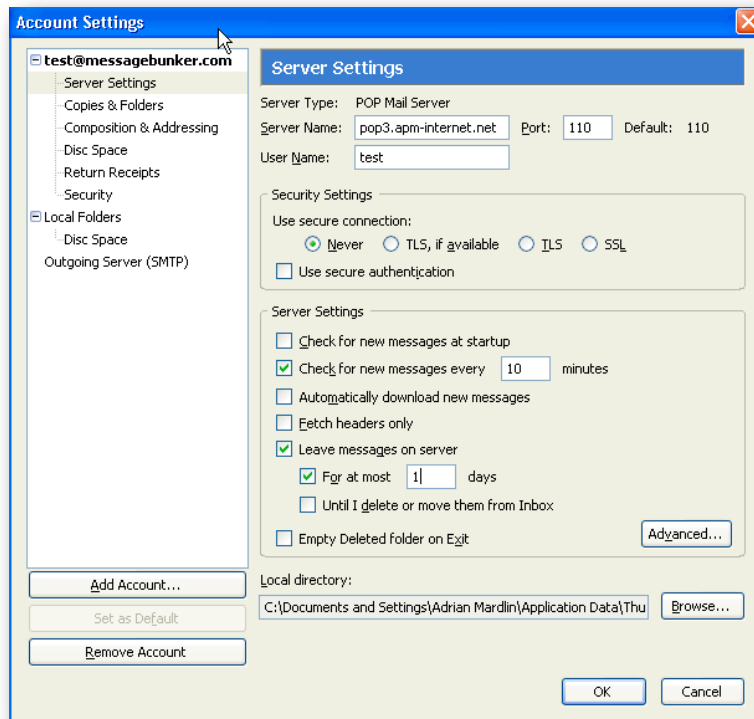 Account Settings
test@messagebunker.com
Server Settings
Copies & Folders
Composition & Addressing
Disc Space
Return Receipts
Security
Local Folders
Disc Space
Outgoing Server (SMTP)
Add Account...
Set as Default
Remove Account
Server Settings
Server Type: POP Mail Server
Server Name: pop3.apm-internet.net Port: 110 Default: 110
User Name: test
Security Settings
Use secure connection:
Never TLS, if available TLS SSL
Use secure authentication
Server Settings
Check for new messages at startup
Check for new messages every 10 minutes
Automatically download new messages
Fetch headers only
Leave messages on server
For at most 1 days
Until I delete or move them from Inbox
Empty Deleted folder on Exit
Advanced...
Local directory:
C:\Documents and Settings\Adrian Mardlin\Application Data\Thu Browse...
OK Cancel